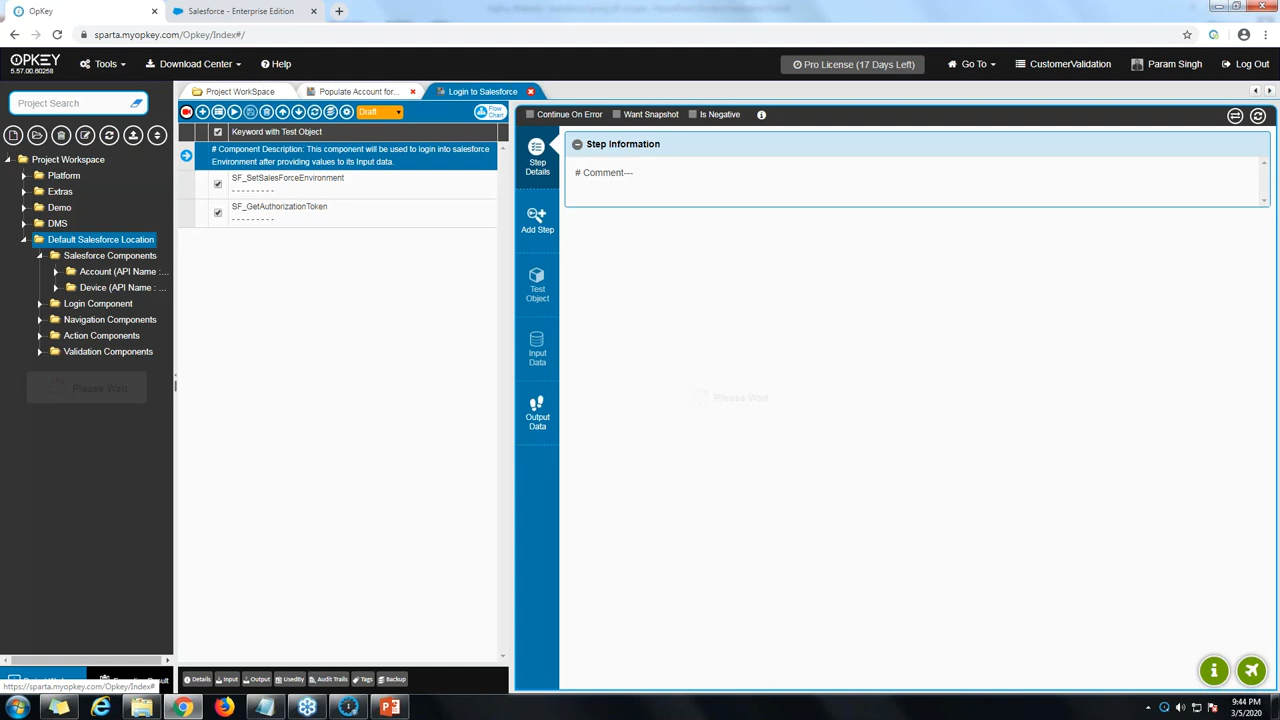 OpKey
Salesforce - Enterprise Edition
sparta.myopkey.com/Opkey/Index#/
OPKEY
5.57.00.60258
Tools
Download Center
Help
Pro License (17 Days Left)
Go To
CustomerValidation
Param Singh
Log Out
Project Search
Project WorkSpace
Populate Account for...
Login to Salesforce
Draft
Flow
Chart
Continue On Error
Want Snapshot
Is Negative
Keyword with Test Object
# Component Description: This component will be used to login into salesforce
Environment after providing values to its Input data.
SF_SetSalesForceEnvironment
- - - - - - - - -
SF_GetAuthorizationToken
- - - - - - - - -
Project Workspace
Platform
Extras
Demo
DMS
Default Salesforce Location
Salesforce Components
Account (API Name :...
Device (API Name : ...
Login Component
Navigation Components
Action Components
Validation Components
Please Wait
Step
Details
Add Step
Test
Object
Input
Data
Output
Data
Step Information
# Comment---
Please Wait
Details
Input
Output
UsedBy
Audit Trails
Tags
Backup
https://sparta.myopkey.com/Opkey/Index#
9:44 PM
3/5/2020